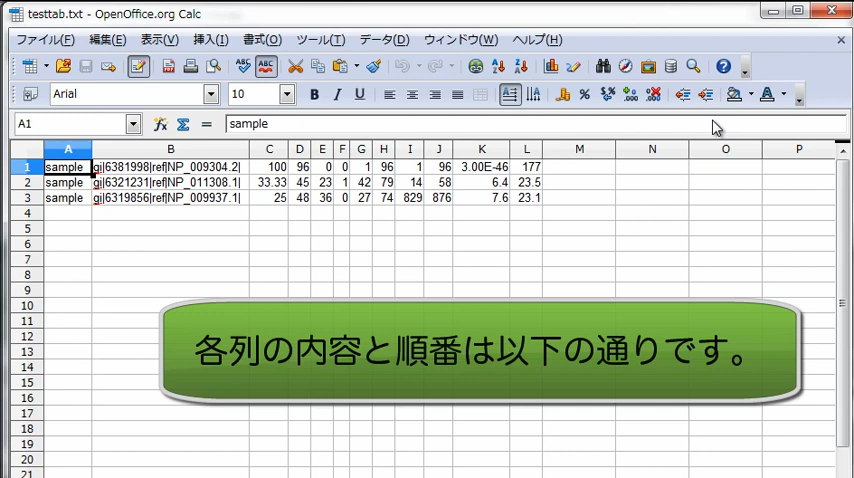 testtab.txt - OpenOffice.org Calc
ファイル(F) 編集(E) 表示(V) 挿入(I) 書式(O) ツール(T) データ(D) ウィンドウ(W) ヘルプ(H)
Arial 10
A1 sample
A B C D E F G H I J K L M N O P
1 sample gi|6381998|ref|NP_009304.2| 100 96 0 0 1 96 1 96 3.00E-46 177
2 sample gi|6321231|ref|NP_011308.1| 33.33 45 23 1 42 79 14 58 6.4 23.5
3 sample gi|6319856|ref|NP_009937.1| 25 48 36 0 27 74 829 876 7.6 23.1
4
5
6
7
8
9
10
11
12
13
14
15
16
17
18
19
20
21
各列の内容と順番は以下の通りです。